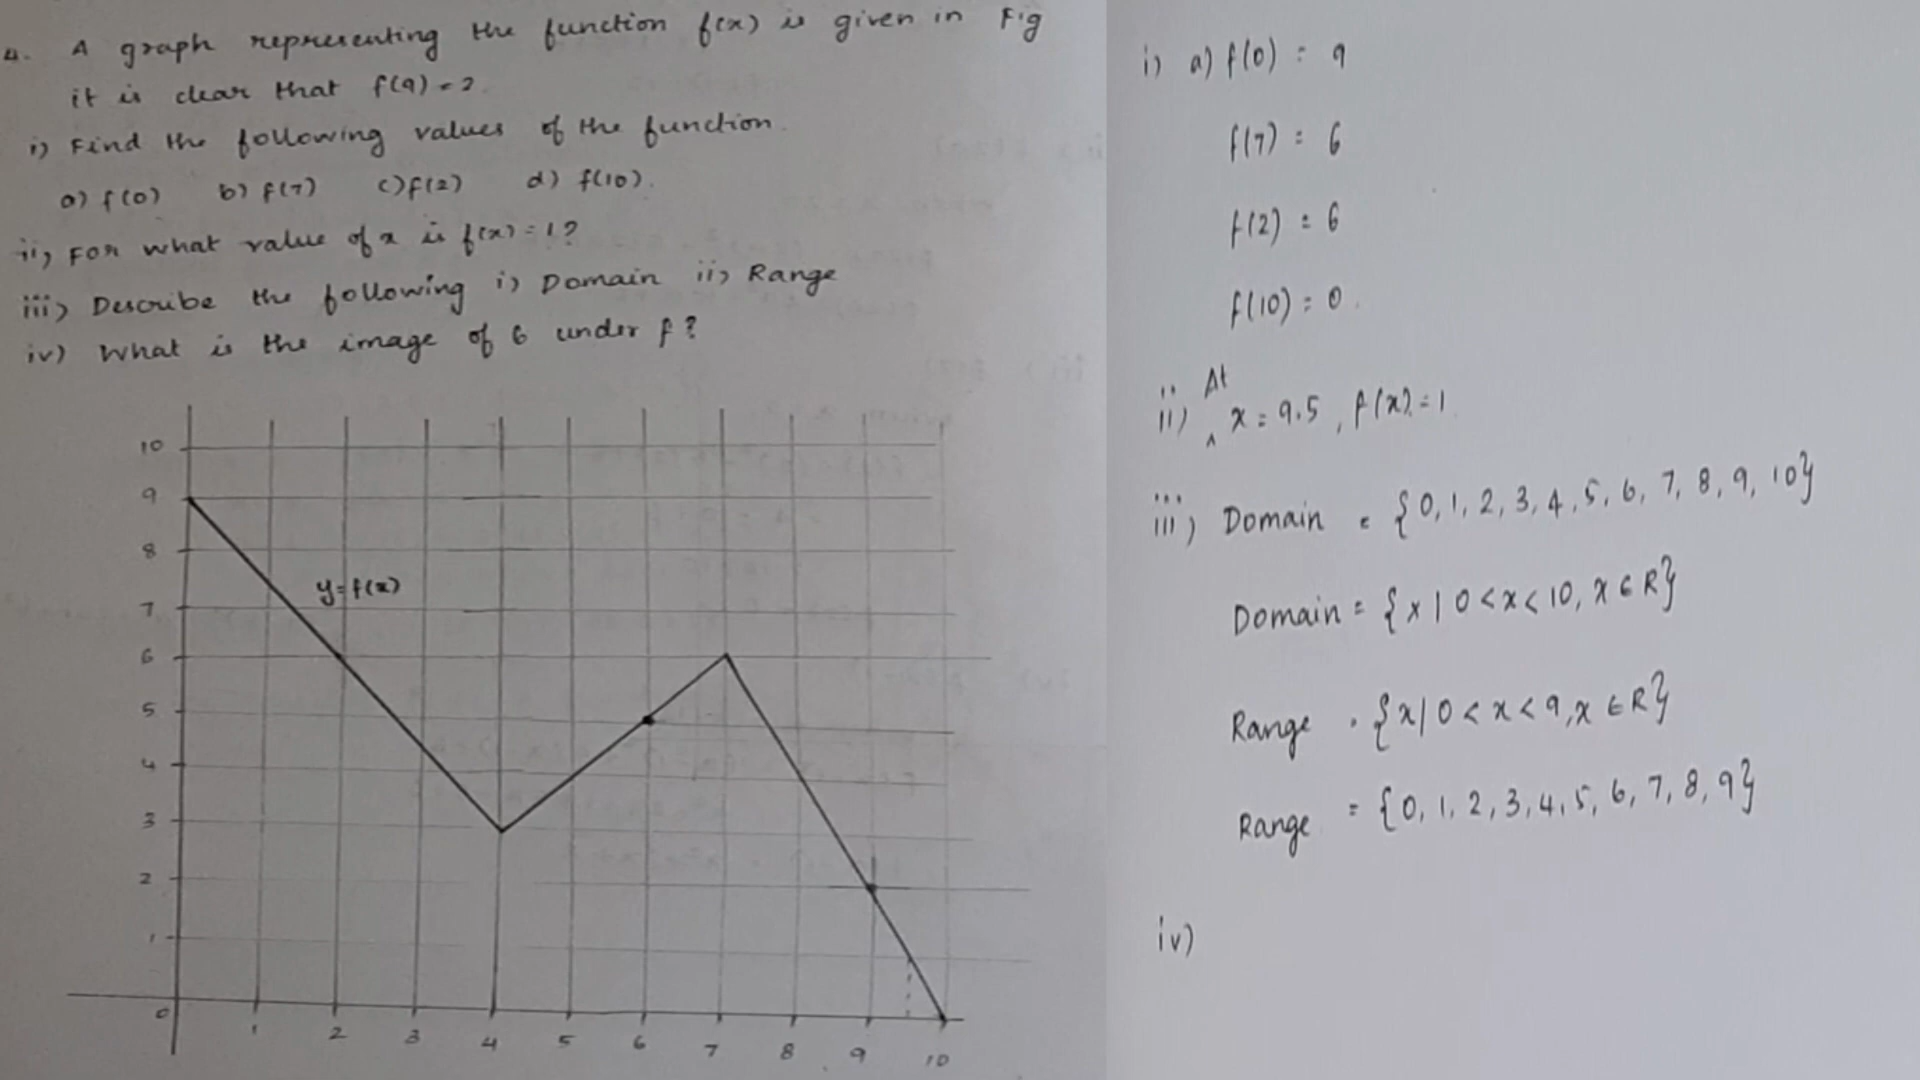 4. A graph representing the function f(x) is given in Fig
it is clear that f(9)=2.
i) Find the following values of the function.
a) f(0) b) f(7) c) f(2) d) f(10).
ii) For what value of x is f(x)=1?
iii) Describe the following i) Domain ii) Range
iv) What is the image of 6 under f?
10
9
8
y=f(x)
7
6
5
4
3
2
1
0 1 2 3 4 5 6 7 8 9 10
i) a) f(0) = 9
f(7) = 6
f(2) = 6
f(10) = 0.
ii) At x = 9.5, f(x) = 1
iii) Domain = {0, 1, 2, 3, 4, 5, 6, 7, 8, 9, 10}
Domain = {x | 0 < x < 10, x ∈ R}
Range = {x | 0 < x < 9, x ∈ R}
Range = {0, 1, 2, 3, 4, 5, 6, 7, 8, 9}
iv)